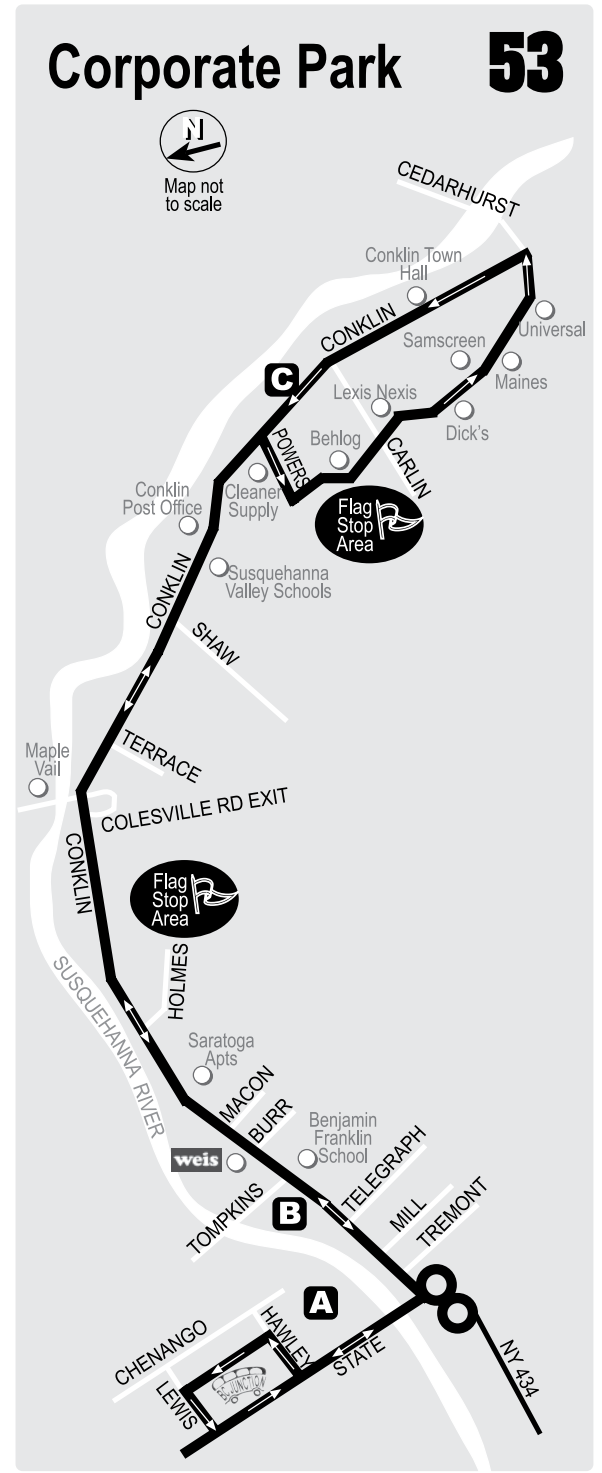 Corporate Park 53
N
Map not
to scale
CEDARHURST
Conklin Town
Hall
CONKLIN
Universal
Samscreen
Maines
C
Lexis Nexis
Dick's
POWERS
Behlog
CARLIN
Cleaner
Supply
Conklin
Post Office
Flag
Stop
Area
Susquehanna
Valley Schools
CONKLIN
SHAW
TERRACE
Maple
Vail
COLESVILLE RD EXIT
CONKLIN
Flag
Stop
Area
HOLMES
SUSQUEHANNA RIVER
Saratoga
Apts
MACON
BURR
Benjamin
Franklin
School
weis
TELEGRAPH
TOMPKINS
B
MILL
TREMONT
A
CHENANGO
HAWLEY
STATE
NY 434
LEWIS
BC JUNCTION